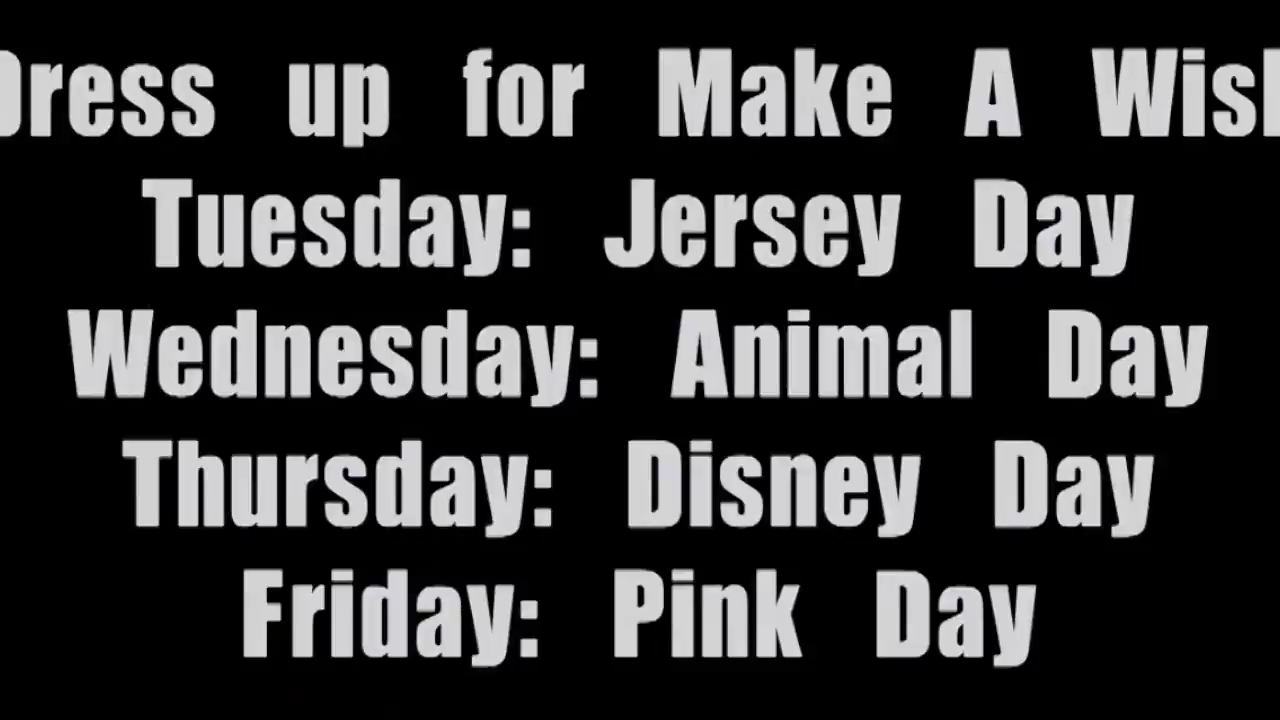 Dress up for Make A Wish
Tuesday: Jersey Day
Wednesday: Animal Day
Thursday: Disney Day
Friday: Pink Day